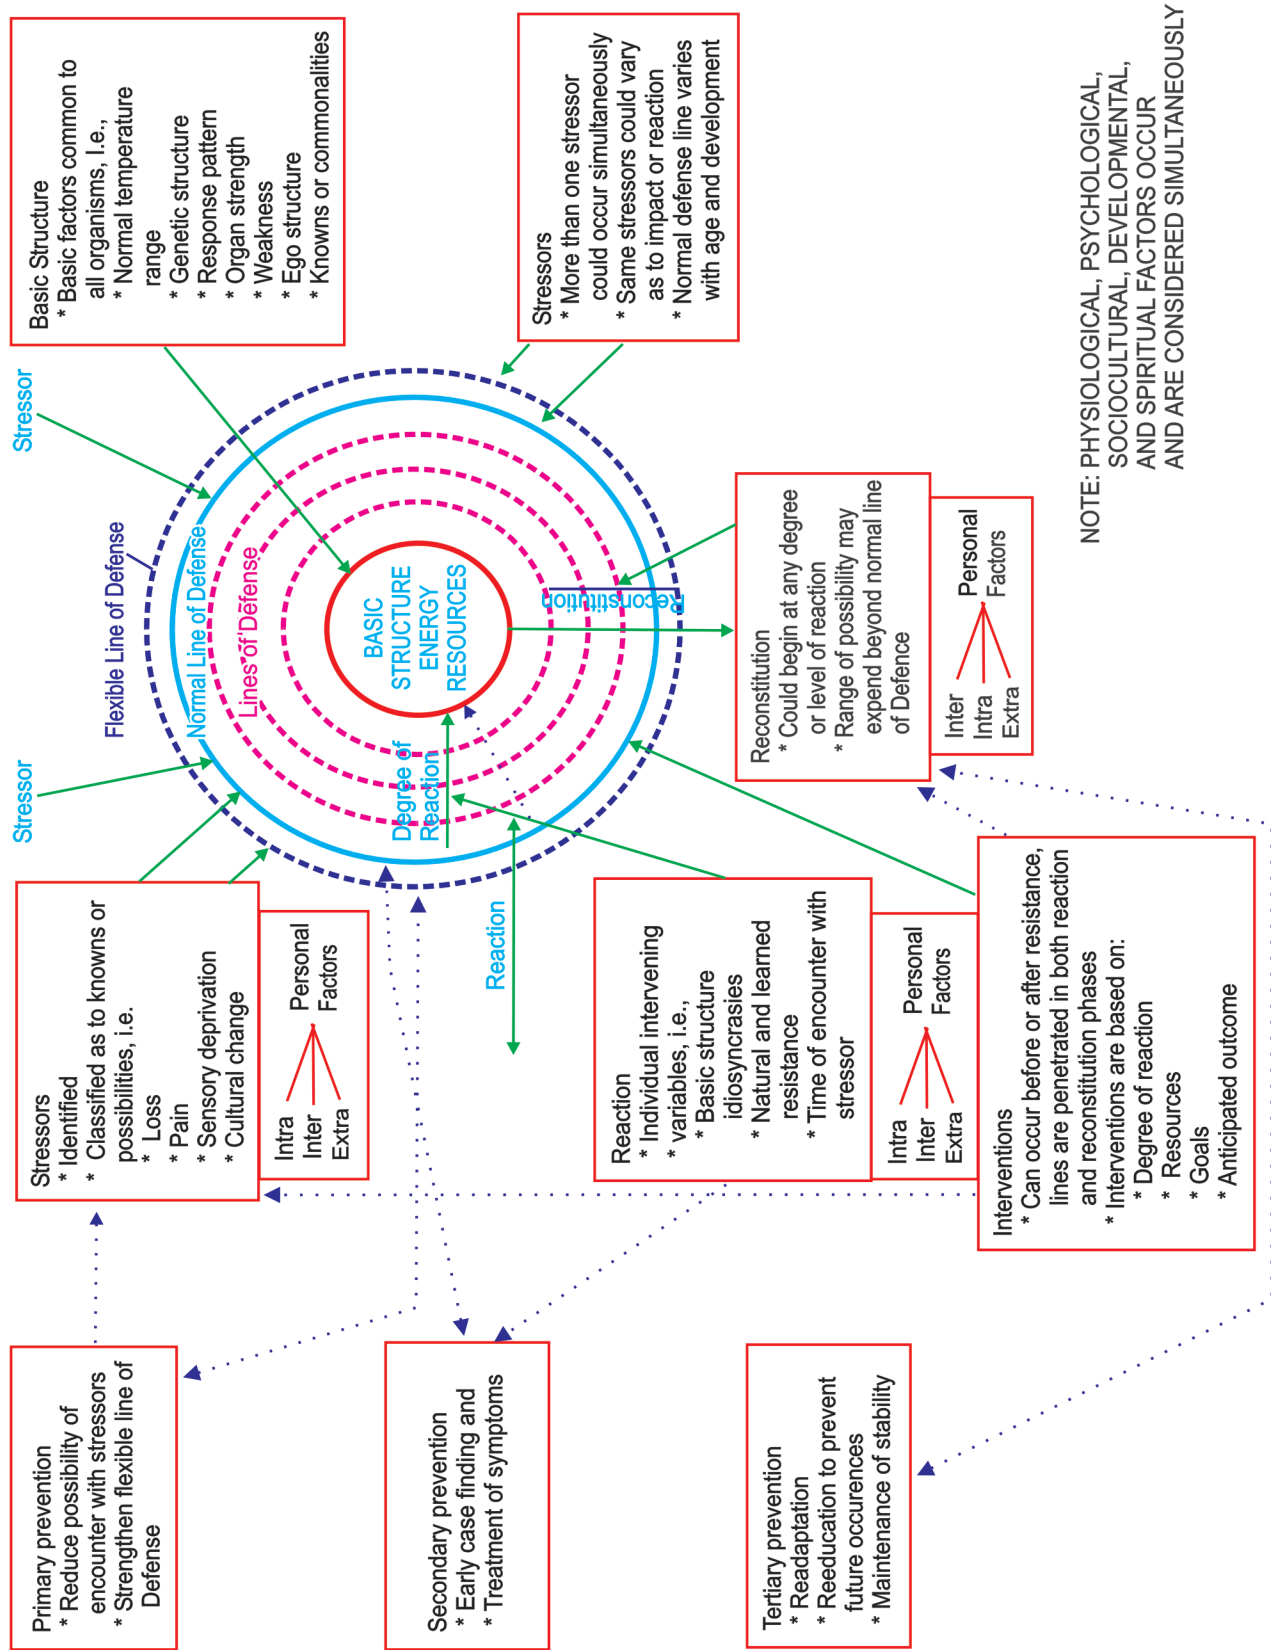 Primary prevention
* Reduce possibility of
encounter with stressors
* Strengthen flexible line of
Defense
Secondary prevention
* Early case finding and
* Treatment of symptoms
Tertiary prevention
* Readaptation
* Reeducation to prevent
future occurences
* Maintenance of stability
Stressors
* Identified
* Classified as to knowns or
possibilities, i.e.
* Loss
* Pain
* Sensory deprivation
* Cultural change
Intra
Inter
Extra
Personal
Factors
Reaction
* Individual intervening
* variables, i.e.,
* Basic structure
idiosyncrasies
* Natural and learned
resistance
* Time of encounter with
stressor
Intra
Inter
Extra
Personal
Factors
Interventions
* Can occur before or after resistance,
lines are penetrated in both reaction
and reconstitution phases
* Interventions are based on:
* Degree of reaction
* Resources
* Goals
* Anticipated outcome
Stressor
Stressor
Flexible Line of Defense
Normal Line of Defense
Lines of Defense
BASIC
STRUCTURE
ENERGY
RESOURCES
Degree of
Reaction
Reaction
Reconstitution
Reconstitution
* Could begin at any degree
or level of reaction
* Range of possibility may
expend beyond normal line
of Defence
Inter
Intra
Extra
Personal
Factors
Basic Structure
* Basic factors common to
all organisms, I.e.,
* Normal temperature
range
* Genetic structure
* Response pattern
* Organ strength
* Weakness
* Ego structure
* Knowns or commonalities
Stressors
* More than one stressor
could occur simultaneously
* Same stressors could vary
as to impact or reaction
* Normal defense line varies
with age and development
NOTE: PHYSIOLOGICAL, PSYCHOLOGICAL,
SOCIOCULTURAL, DEVELOPMENTAL,
AND SPIRITUAL FACTORS OCCUR
AND ARE CONSIDERED SIMULTANEOUSLY